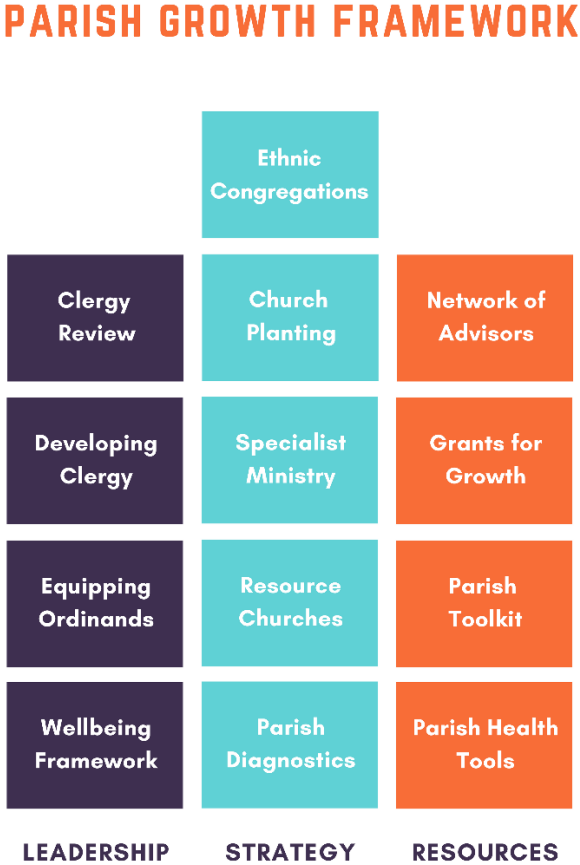 PARISH GROWTH FRAMEWORK
Ethnic
Congregations
Clergy
Review
Church
Planting
Network of
Advisors
Developing
Clergy
Specialist
Ministry
Grants for
Growth
Equipping
Ordinands
Resource
Churches
Parish
Toolkit
Wellbeing
Framework
Parish
Diagnostics
Parish Health
Tools
LEADERSHIP
STRATEGY
RESOURCES